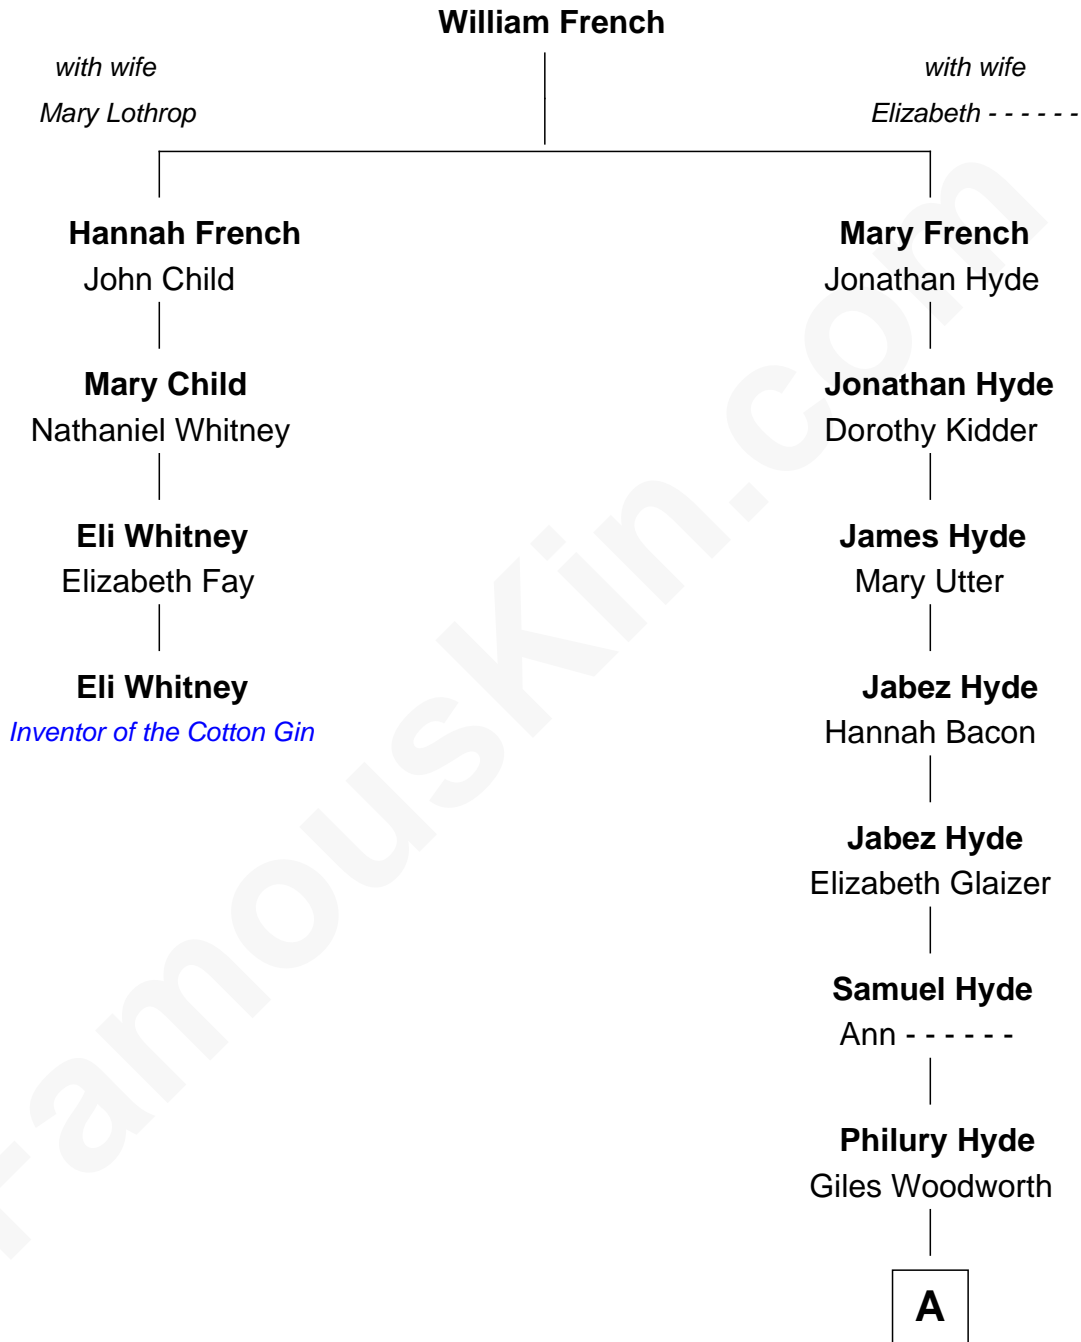 William French
with wife
Mary Lothrop
with wife
Elizabeth - - - - - -
Hannah French
John Child
Mary French
Jonathan Hyde
Mary Child
Nathaniel Whitney
Jonathan Hyde
Dorothy Kidder
Eli Whitney
Elizabeth Fay
James Hyde
Mary Utter
Eli Whitney
Inventor of the Cotton Gin
Jabez Hyde
Hannah Bacon
Jabez Hyde
Elizabeth Glaizer
Samuel Hyde
Ann - - - - - -
Philury Hyde
Giles Woodworth
A
FamousKin.com